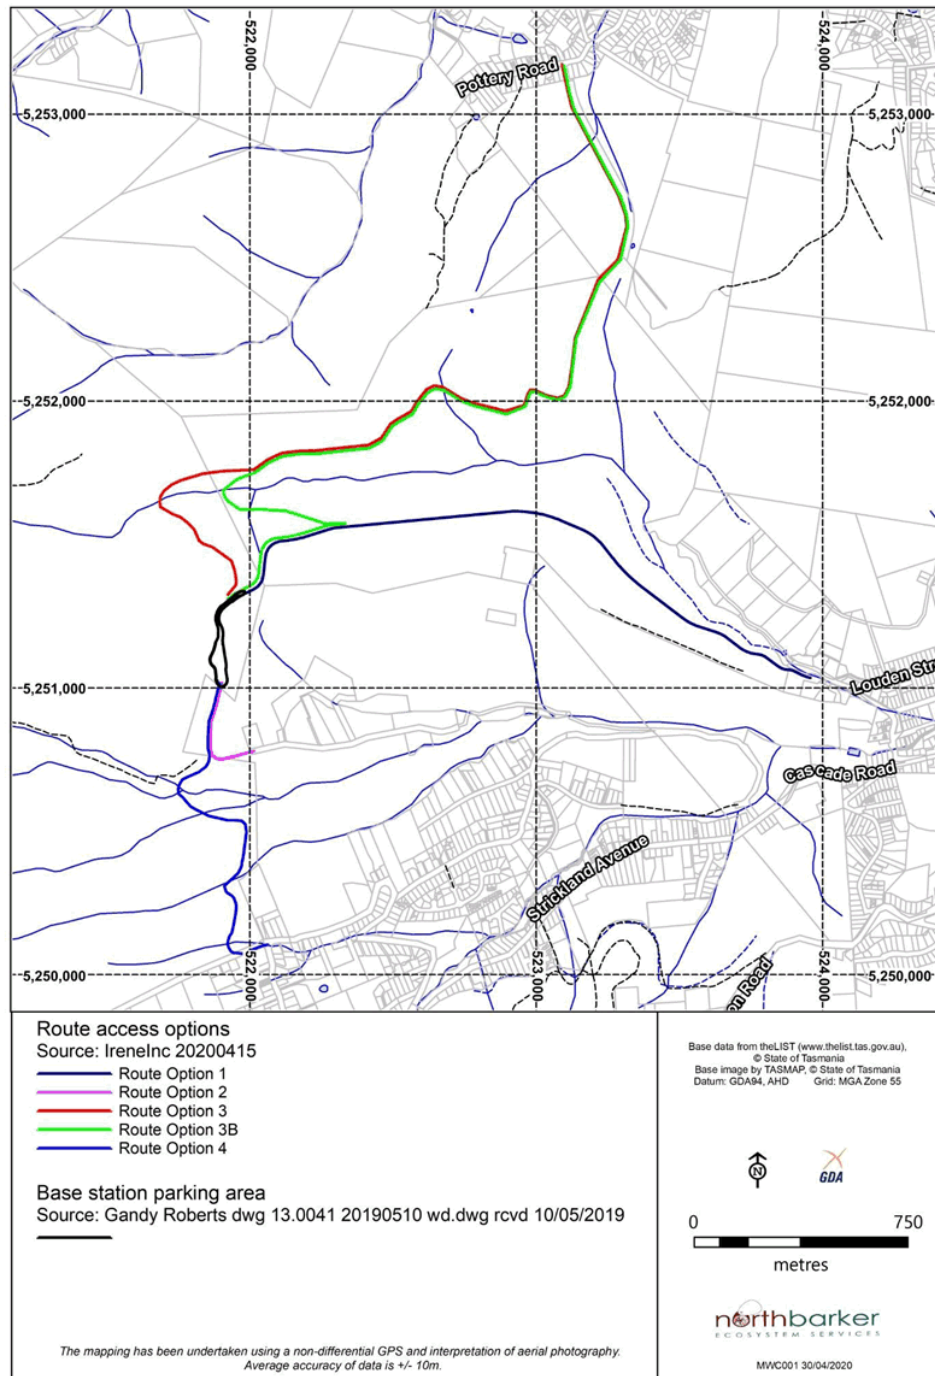 522,000
523,000
524,000
Pottery Road
5,253,000
5,253,000
5,252,000
5,252,000
5,251,000
5,251,000
Louden Str
Cascade Road
Strickland Avenue
on Road
5,250,000
5,250,000
522,000
523,000
524,000
Route access options
Source: IreneInc 20200415
Route Option 1
Route Option 2
Route Option 3
Route Option 3B
Route Option 4
Base station parking area
Source: Gandy Roberts dwg 13.0041 20190510 wd.dwg rcvd 10/05/2019
The mapping has been undertaken using a non-differential GPS and interpretation of aerial photography.
Average accuracy of data is +/- 10m.
Base data from theLIST (www.thelist.tas.gov.au),
© State of Tasmania
Base image by TASMAP, © State of Tasmania
Datum: GDA94, AHD Grid: MGA Zone 55
N
GDA
0 750
metres
northbarker
ECOSYSTEM SERVICES
MWC001 30/04/2020